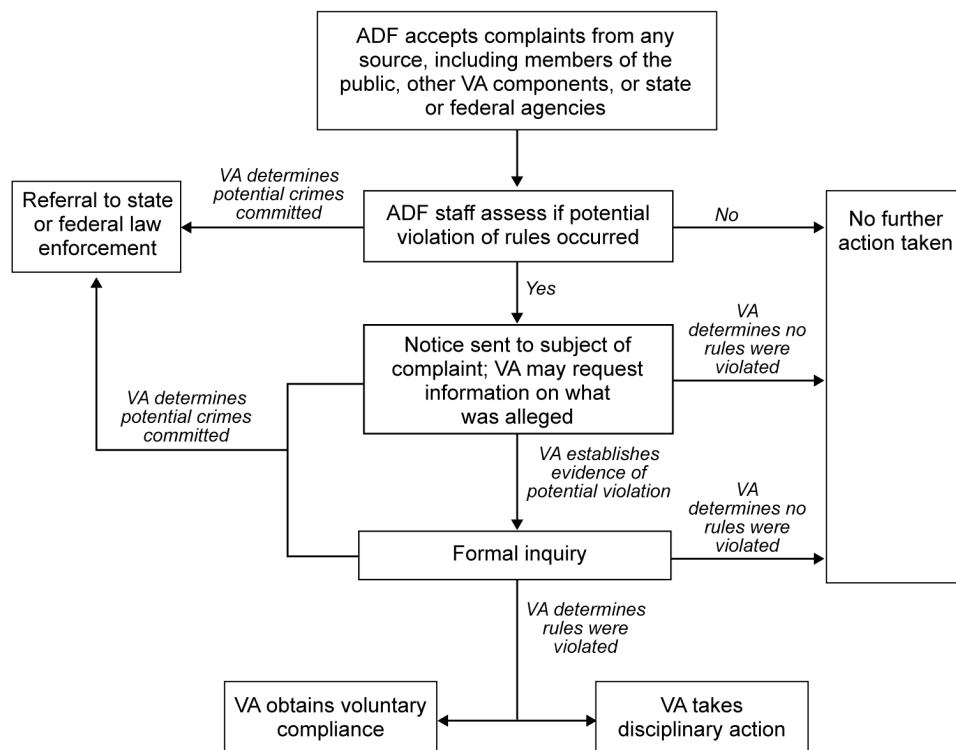 ADF accepts complaints from any
source, including members of the
public, other VA components, or state
or federal agencies
VA determines
potential crimes
committed
Referral to state
or federal law
enforcement
ADF staff assess if potential
violation of rules occurred
No
No further
action taken
Yes
Notice sent to subject of
complaint; VA may request
information on what
was alleged
VA
determines no
rules were
violated
VA determines
potential crimes
committed
VA establishes
evidence of
potential violation
VA
determines no
rules were
violated
Formal inquiry
VA determines
rules were
violated
VA obtains voluntary
compliance
VA takes
disciplinary action